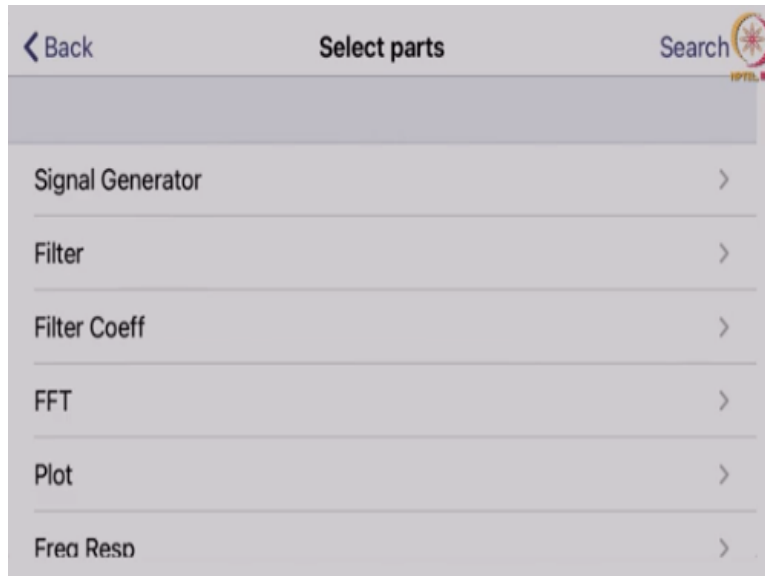 Back
Select parts
Search
Signal Generator
Filter
Filter Coeff
FFT
Plot
Freq Resp